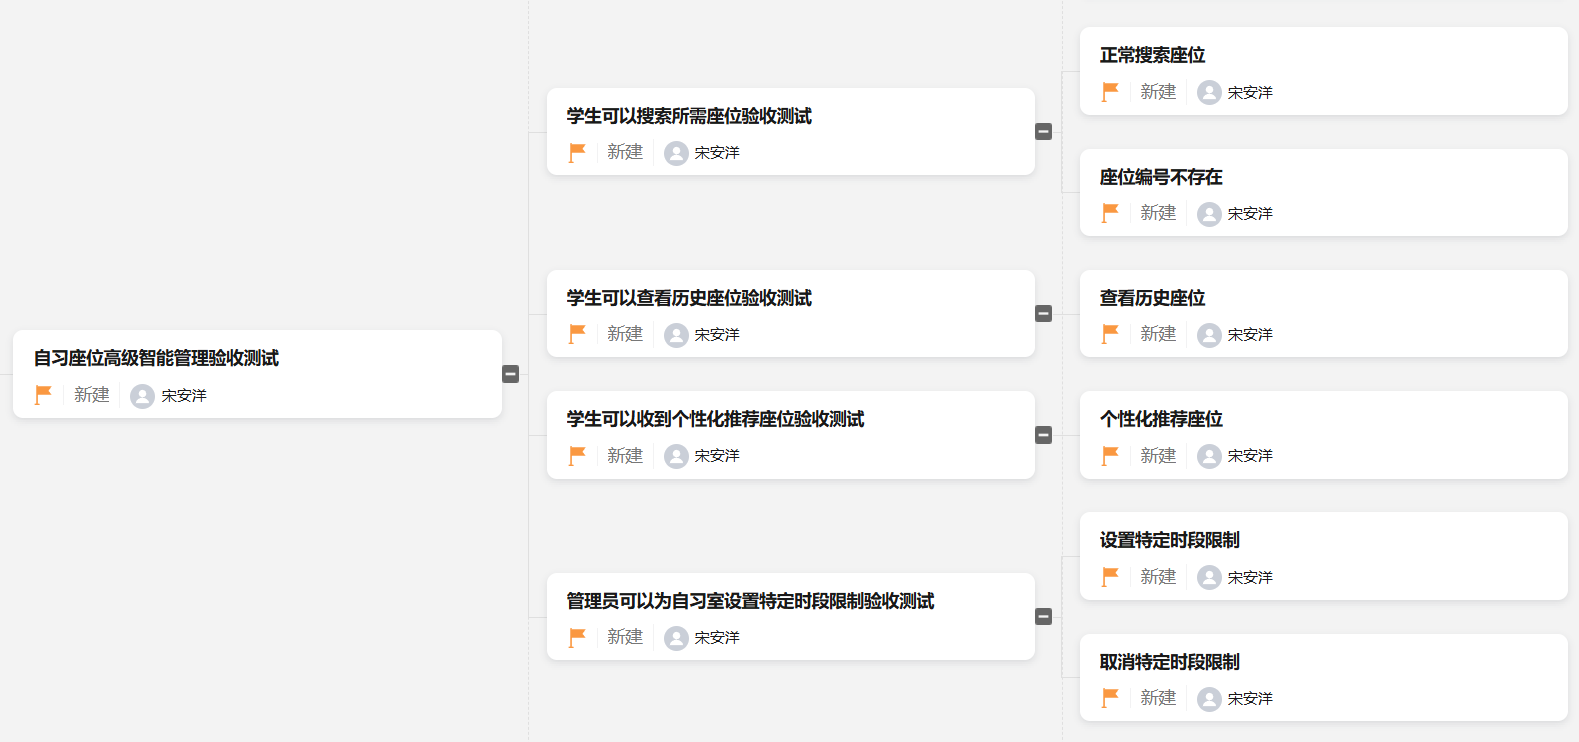 自习座位高级智能管理验收测试
新建 宋安洋
学生可以搜索所需座位验收测试
新建 宋安洋
学生可以查看历史座位验收测试
新建 宋安洋
学生可以收到个性化推荐座位验收测试
新建 宋安洋
管理员可以为自习室设置特定时段限制验收测试
新建 宋安洋
正常搜索座位
新建 宋安洋
座位编号不存在
新建 宋安洋
查看历史座位
新建 宋安洋
个性化推荐座位
新建 宋安洋
设置特定时段限制
新建 宋安洋
取消特定时段限制
新建 宋安洋